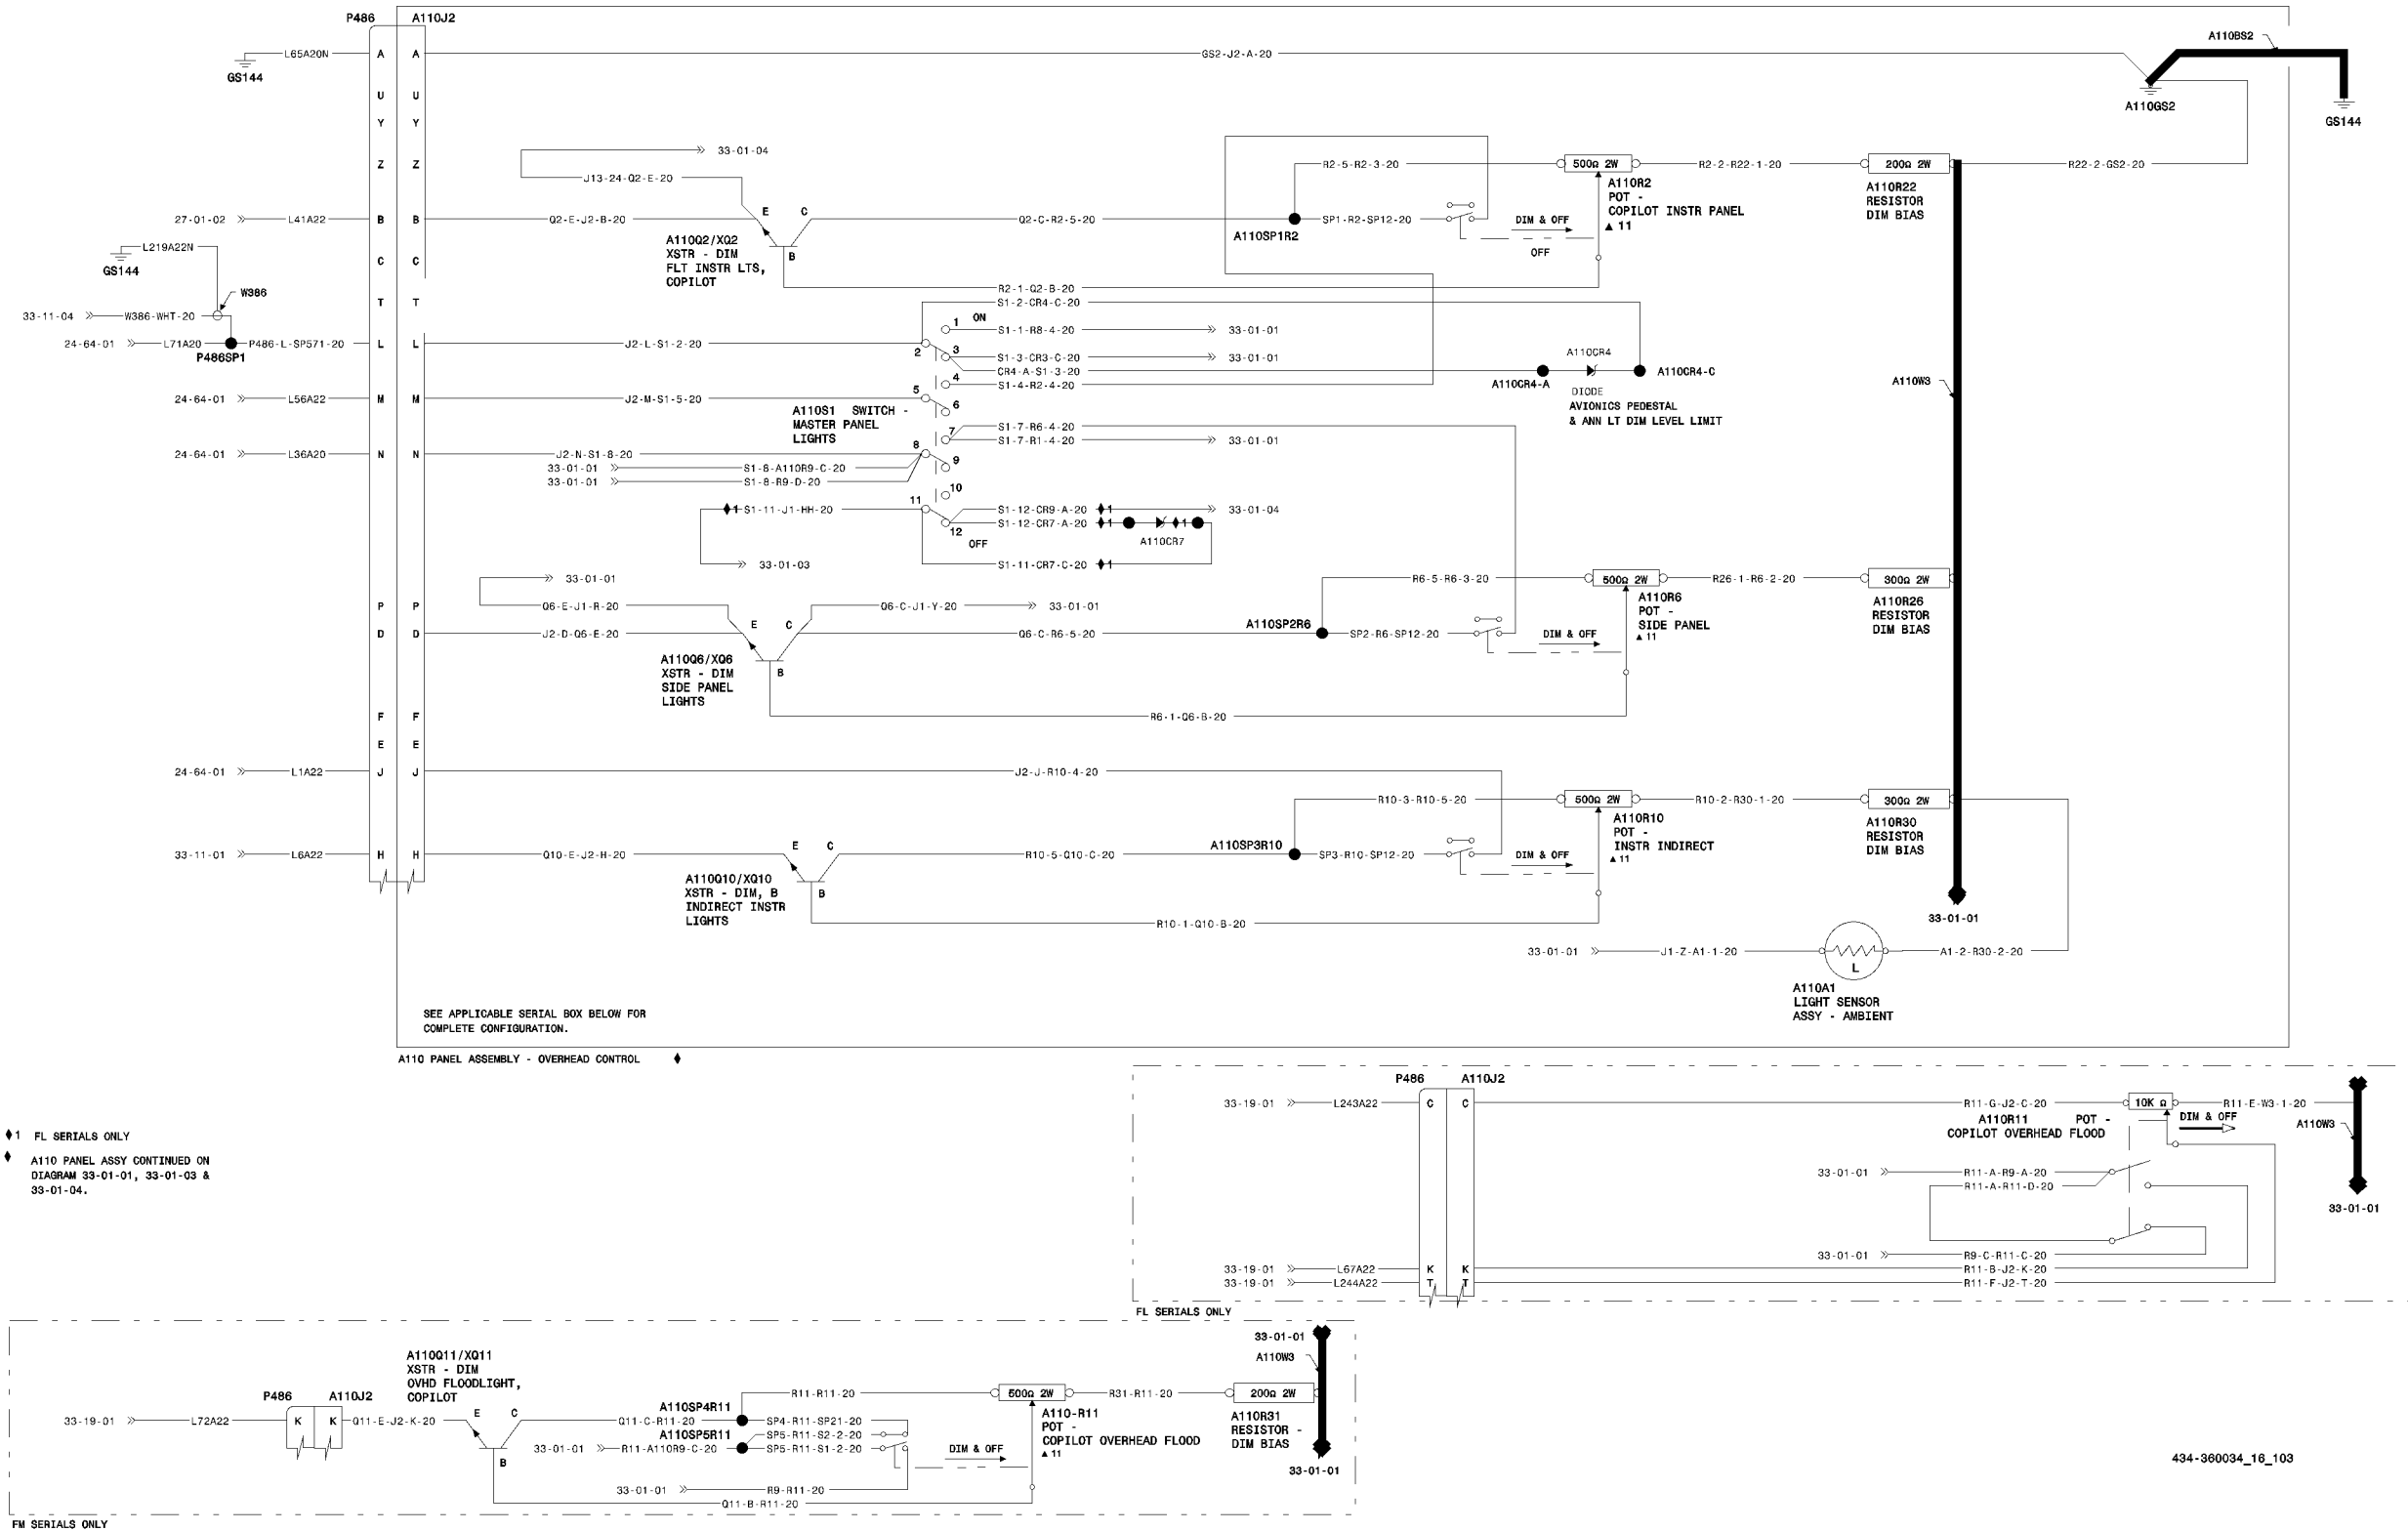 P486 A110J2
A110BS2
L65A20N A A GS2-J2-A-20
GS144
A110GS2
GS144
U U
Y Y
33-01-04
Z Z
R2-5-R2-3-20 500Ω 2W R2-2-R22-1-20 200Ω 2W R22-2-GS2-20
J13-24-Q2-E-20
A110R2
POT -
COPILOT INSTR PANEL
▲ 11
A110R22
RESISTOR
DIM BIAS
27-01-02 L41A22 B B Q2-E-J2-B-20 E C Q2-C-R2-5-20 SP1-R2-SP12-20 DIM & OFF
A110SP1R2
OFF
L219A22N
GS144
A110Q2/XQ2
XSTR - DIM
FLT INSTR LTS,
COPILOT
B
C C
R2-1-Q2-B-20
W386
T T S1-2-CR4-C-20
33-11-04 W386-WHT-20
1 ON S1-1-R8-4-20 33-01-01
24-64-01 L71A20 P486-L-SP571-20 L L J2-L-S1-2-20
P486SP1
2 3 S1-3-CR3-C-20 33-01-01
A110CR4
CR4-A-S1-3-20
A110CR4-A A110CR4-C
4 S1-4-R2-4-20
DIODE
AVIONICS PEDESTAL
& ANN LT DIM LEVEL LIMIT
A110W3
24-64-01 L56A22 M M J2-M-S1-5-20 5
6
A110S1 SWITCH -
MASTER PANEL
LIGHTS
S1-7-R6-4-20
7 S1-7-R1-4-20 33-01-01
24-64-01 L36A20 N N J2-N-S1-8-20 8
33-01-01 S1-8-A110R9-C-20 9
33-01-01 S1-8-R9-D-20
10
♦1 S1-11-J1-HH-20 11 S1-12-CR9-A-20 ♦1 33-01-04
S1-12-CR7-A-20 ♦1 ♦1
12
OFF
A110CR7
33-01-03 S1-11-CR7-C-20 ♦1
33-01-01
R6-5-R6-3-20 500Ω 2W R26-1-R6-2-20 300Ω 2W
A110R6
POT -
SIDE PANEL
▲ 11
A110R26
RESISTOR
DIM BIAS
P P Q6-E-J1-R-20 Q6-C-J1-Y-20 33-01-01
D D J2-D-Q6-E-20 E C Q6-C-R6-5-20 A110SP2R6 SP2-R6-SP12-20 DIM & OFF
A110Q6/XQ6
XSTR - DIM
SIDE PANEL
LIGHTS
B
F F R6-1-Q6-B-20
E E
24-64-01 L1A22 J J J2-J-R10-4-20
R10-3-R10-5-20 500Ω 2W R10-2-R30-1-20 300Ω 2W
A110R10
POT -
INSTR INDIRECT
▲ 11
A110R30
RESISTOR
DIM BIAS
33-11-01 L6A22 H H Q10-E-J2-H-20 E C R10-5-Q10-C-20 A110SP3R10 SP3-R10-SP12-20 DIM & OFF
A110Q10/XQ10
XSTR - DIM, B
INDIRECT INSTR
LIGHTS
B
R10-1-Q10-B-20
33-01-01
33-01-01 J1-Z-A1-1-20 L A1-2-R30-2-20
A110A1
LIGHT SENSOR
ASSY - AMBIENT
SEE APPLICABLE SERIAL BOX BELOW FOR
COMPLETE CONFIGURATION.
A110 PANEL ASSEMBLY - OVERHEAD CONTROL ♦
♦1 FL SERIALS ONLY
♦ A110 PANEL ASSY CONTINUED ON
DIAGRAM 33-01-01, 33-01-03 &
33-01-04.
P486 A110J2
33-19-01 L243A22 C C R11-G-J2-C-20 10K Ω R11-E-W3-1-20
A110R11 POT -
COPILOT OVERHEAD FLOOD
DIM & OFF
A110W3
33-01-01 R11-A-R9-A-20
R11-A-R11-D-20
33-01-01
33-01-01 R9-C-R11-C-20
33-19-01 L67A22 K K R11-B-J2-K-20
33-19-01 L244A22 T T R11-F-J2-T-20
FL SERIALS ONLY
33-01-01
A110W3
A110Q11/XQ11
XSTR - DIM
OVHD FLOODLIGHT,
COPILOT
P486 A110J2
R11-R11-20 500Ω 2W R31-R11-20 200Ω 2W
A110SP4R11
33-19-01 L72A22 K K Q11-E-J2-K-20 E C Q11-C-R11-20 SP4-R11-SP21-20
A110SP5R11 SP5-R11-S2-2-20
33-01-01 R11-A110R9-C-20 SP5-R11-S1-2-20
DIM & OFF
A110-R11
POT -
COPILOT OVERHEAD FLOOD
▲ 11
A110R31
RESISTOR -
DIM BIAS
B
33-01-01
33-01-01 R9-R11-20
Q11-B-R11-20
FM SERIALS ONLY
434-360034_16_103